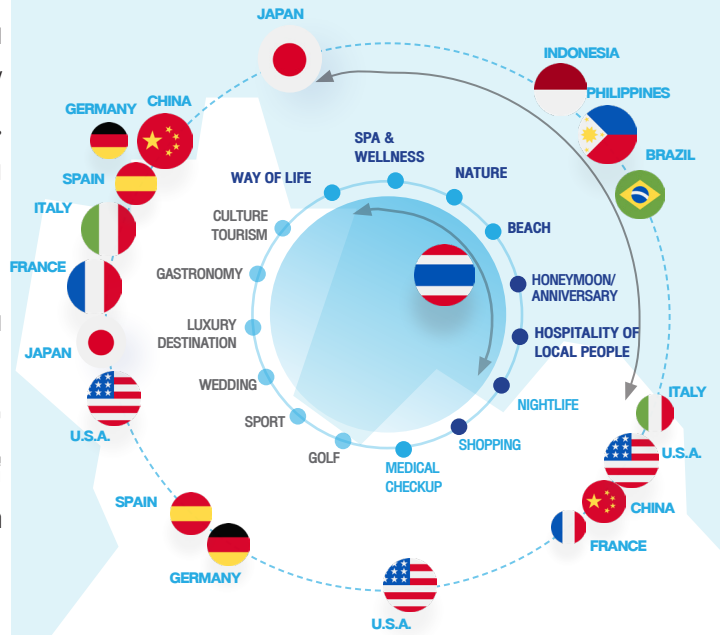 JAPAN
INDONESIA
PHILIPPINES
BRAZIL
GERMANY
CHINA
SPAIN
ITALY
FRANCE
JAPAN
U.S.A.
SPAIN
GERMANY
U.S.A.
FRANCE
CHINA
U.S.A.
ITALY
SPA &
WELLNESS
NATURE
BEACH
HONEYMOON/
ANNIVERSARY
HOSPITALITY OF
LOCAL PEOPLE
NIGHTLIFE
SHOPPING
MEDICAL
CHECKUP
GOLF
SPORT
WEDDING
LUXURY
DESTINATION
GASTRONOMY
CULTURE
TOURISM
WAY OF LIFE